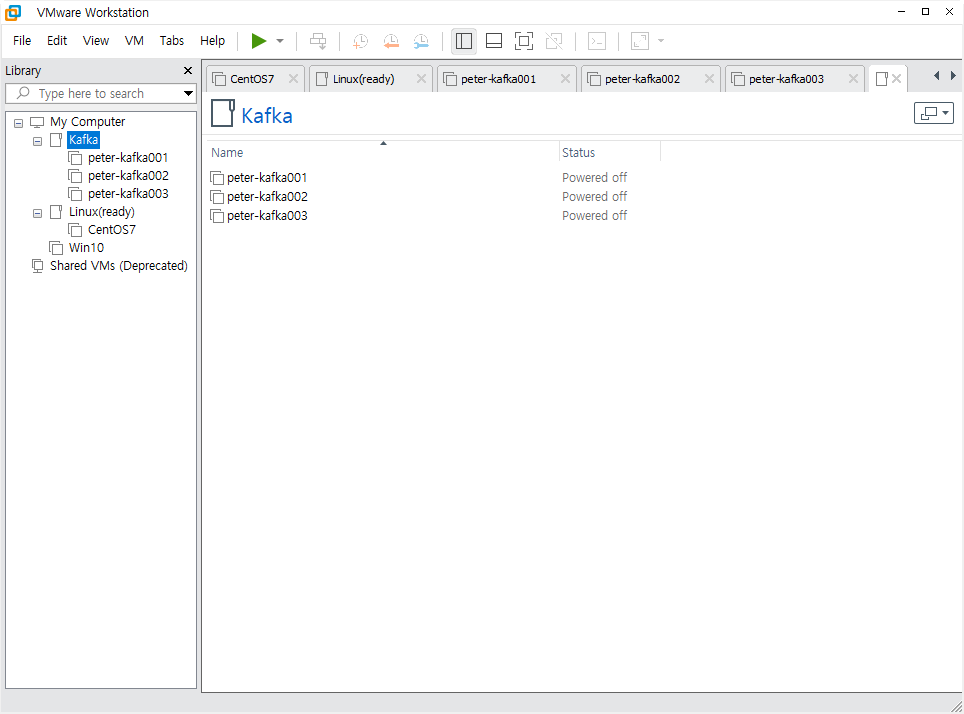 VMware Workstation
File Edit View VM Tabs Help
Library
Type here to search
My Computer
Kafka
peter-kafka001
peter-kafka002
peter-kafka003
Linux(ready)
CentOS7
Win10
Shared VMs (Deprecated)
CentOS7 Linux(ready) peter-kafka001 peter-kafka002 peter-kafka003
Kafka
Name Status
peter-kafka001 Powered off
peter-kafka002 Powered off
peter-kafka003 Powered off